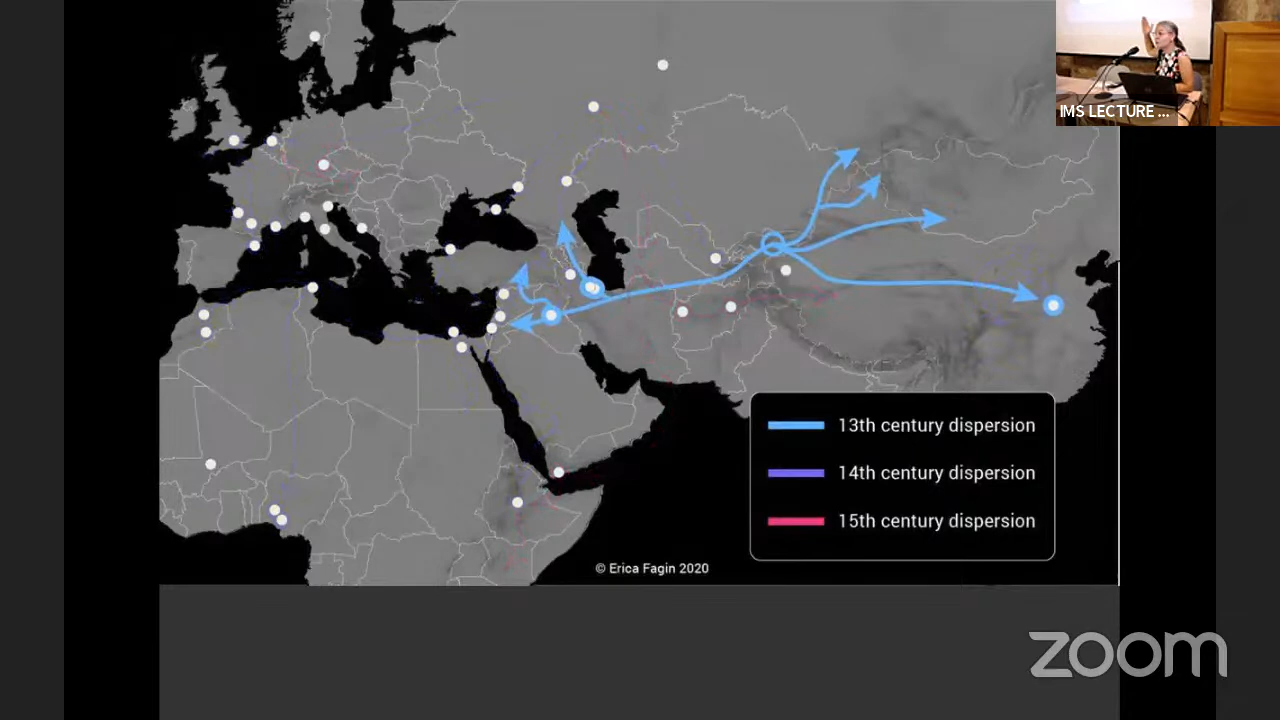 IMS LECTURE ...
13th century dispersion
14th century dispersion
15th century dispersion
© Erica Fagin 2020
zoom